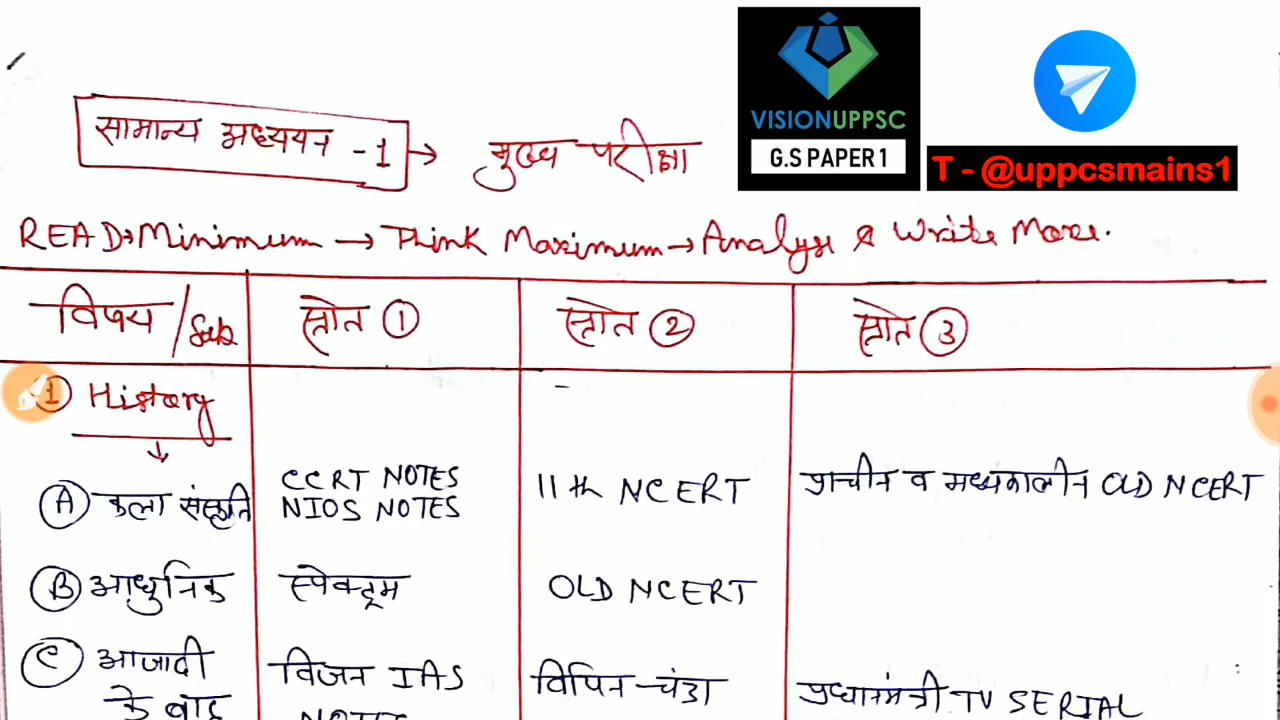 VISIONUPPSC
G.S PAPER 1
T - @uppcsmains1
सामान्य अध्ययन - 1 → मुख्य परीक्षा
READ → Minimum → Think Maximum → Analyse & Write More.
विषय / Sub. स्त्रोत ① स्त्रोत ② स्त्रोत ③
① History
Ⓐ कला संस्कृति CCRT NOTES 11th NCERT प्राचीन व मध्यकालीन OLD NCERT
NIOS NOTES
Ⓑ आधुनिक स्पेक्ट्रम OLD NCERT
Ⓒ आजादी विजन IAS विपिन चंद्रा प्रधानमंत्री TV SERIAL
के बाद NOTES